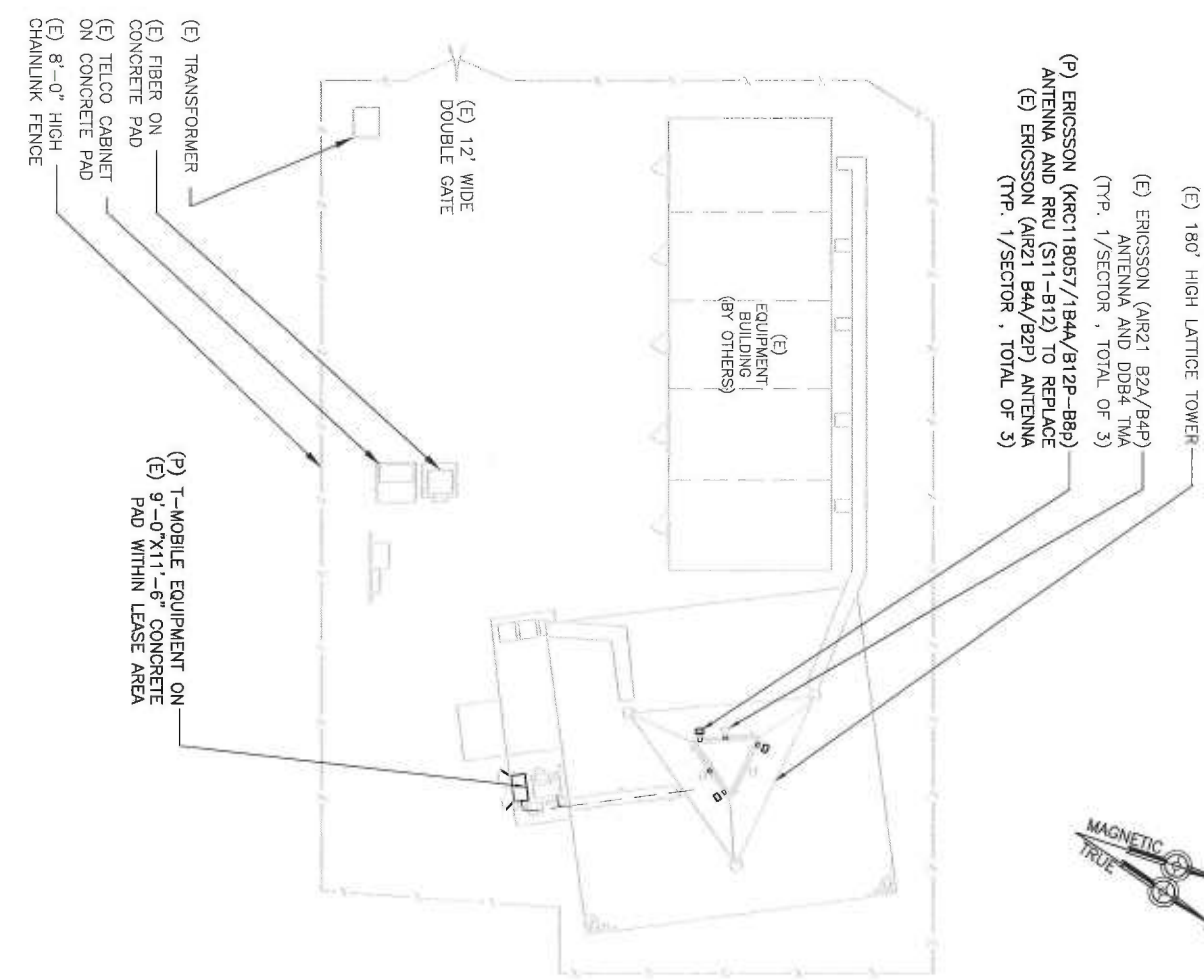 (E) 180' HIGH LATTICE TOWER
(E) ERICSSON (AIR21 B2A/B4P)
ANTENNA AND DDB4 TMA
(TYP. 1/SECTOR , TOTAL OF 3)
(P) ERICSSON (KRC118057/1B4A/B12P-B8p)
ANTENNA AND RRU (S11-B12) TO REPLACE
(E) ERICSSON (AIR21 B4A/B2P) ANTENNA
(TYP. 1/SECTOR , TOTAL OF 3)
(E)
EQUIPMENT
BUILDING
(BY OTHERS)
(E) 12' WIDE
DOUBLE GATE
(E) TRANSFORMER
(E) FIBER ON
CONCRETE PAD
(E) TELCO CABINET
ON CONCRETE PAD
(E) 8'-0" HIGH
CHAINLINK FENCE
(P) T-MOBILE EQUIPMENT ON
(E) 9'-0"X11'-6" CONCRETE
PAD WITHIN LEASE AREA
MAGNETIC
TRUE